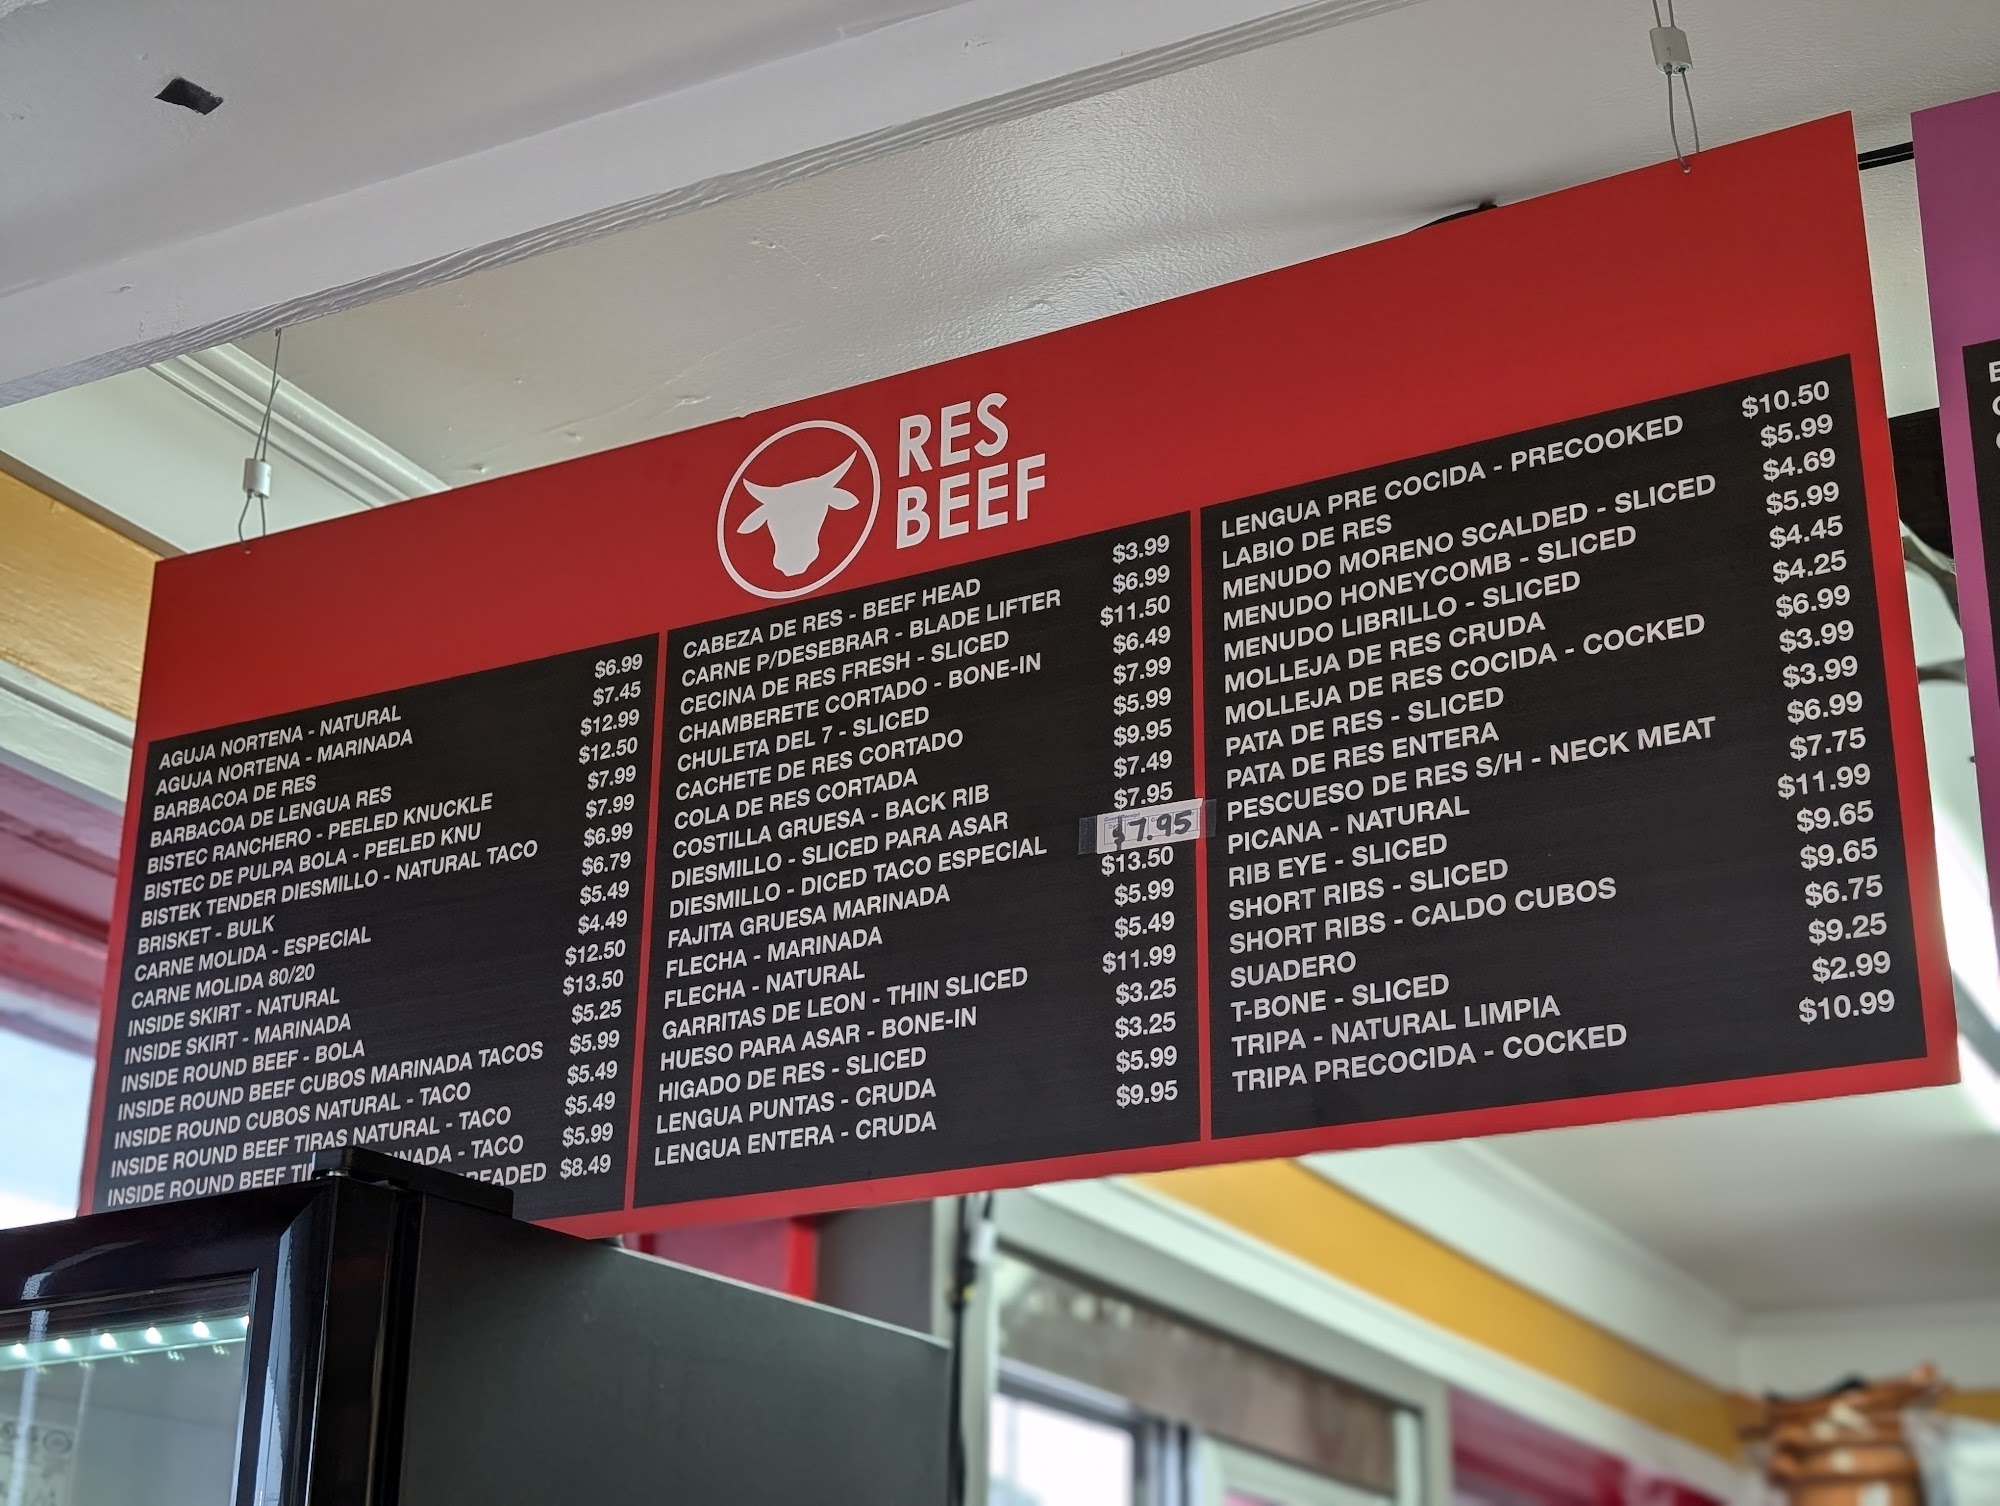 RES
BEEF
AGUJA NORTENA - NATURAL $6.99
AGUJA NORTENA - MARINADA $7.45
BARBACOA DE RES $12.99
BARBACOA DE LENGUA RES $12.50
BISTEC RANCHERO - PEELED KNUCKLE $7.99
BISTEC DE PULPA BOLA - PEELED KNU $7.99
BISTEK TENDER DIESMILLO - NATURAL TACO $6.99
BRISKET - BULK $6.79
CARNE MOLIDA - ESPECIAL $5.49
CARNE MOLIDA 80/20 $4.49
INSIDE SKIRT - NATURAL $12.50
INSIDE SKIRT - MARINADA $13.50
INSIDE ROUND BEEF - BOLA $5.25
INSIDE ROUND BEEF CUBOS MARINADA TACOS $5.99
INSIDE ROUND CUBOS NATURAL - TACO $5.49
INSIDE ROUND BEEF TIRAS NATURAL - TACO $5.49
INSIDE ROUND BEEF - TACO $5.99
$8.49
CABEZA DE RES - BEEF HEAD $3.99
CARNE P/DESEBRAR - BLADE LIFTER $6.99
CECINA DE RES FRESH - SLICED $11.50
CHAMBERETE CORTADO - BONE-IN $6.49
CHULETA DEL 7 - SLICED $7.99
CACHETE DE RES CORTADO $5.99
COLA DE RES CORTADA $9.95
COSTILLA GRUESA - BACK RIB $7.49
DIESMILLO - SLICED PARA ASAR $7.95
DIESMILLO - DICED TACO ESPECIAL $7.95
FAJITA GRUESA MARINADA $13.50
FLECHA - MARINADA $5.99
FLECHA - NATURAL $5.49
GARRITAS DE LEON - THIN SLICED $11.99
HUESO PARA ASAR - BONE-IN $3.25
HIGADO DE RES - SLICED $3.25
LENGUA PUNTAS - CRUDA $5.99
LENGUA ENTERA - CRUDA $9.95
LENGUA PRE COCIDA - PRECOOKED $10.50
LABIO DE RES $5.99
MENUDO MORENO SCALDED - SLICED $4.69
MENUDO HONEYCOMB - SLICED $5.99
MENUDO LIBRILLO - SLICED $4.45
MOLLEJA DE RES CRUDA $4.25
MOLLEJA DE RES COCIDA - COCKED $6.99
PATA DE RES - SLICED $3.99
PATA DE RES ENTERA $3.99
PESCUESO DE RES S/H - NECK MEAT $6.99
PICANA - NATURAL $7.75
RIB EYE - SLICED $11.99
SHORT RIBS - SLICED $9.65
SHORT RIBS - CALDO CUBOS $9.65
SUADERO $6.75
T-BONE - SLICED $9.25
TRIPA - NATURAL LIMPIA $2.99
TRIPA PRECOCIDA - COCKED $10.99